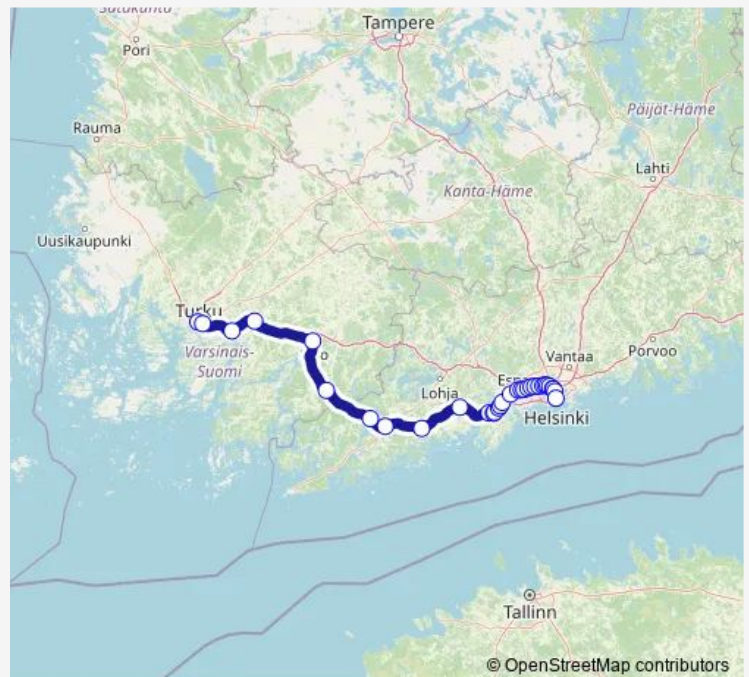 Satakunta
Tampere
Pori
Päijät-Häme
Rauma
Lahti
Kanta-Häme
Uusikaupunki
Turku
Varsinais-
Suomi
Vantaa
Porvoo
Lohja
Helsinki
Tallinn
© OpenStreetMap contributors